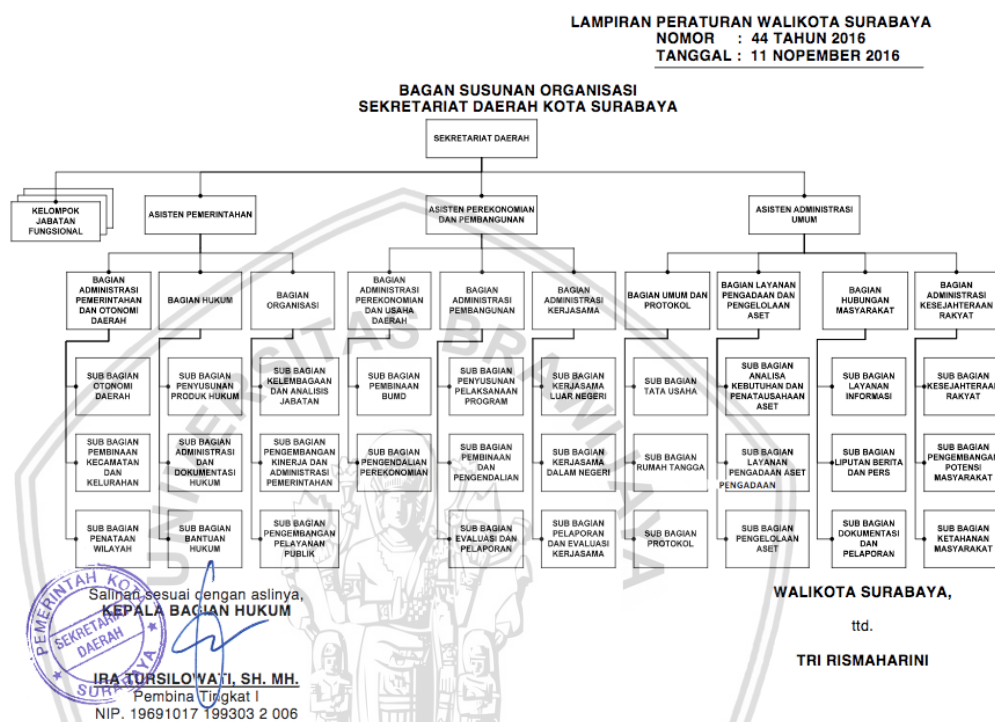 LAMPIRAN PERATURAN WALIKOTA SURABAYA
NOMOR : 44 TAHUN 2016
TANGGAL : 11 NOPEMBER 2016
BAGAN SUSUNAN ORGANISASI
SEKRETARIAT DAERAH KOTA SURABAYA
SEKRETARIAT DAERAH
KELOMPOK
JABATAN
FUNGSIONAL
ASISTEN PEMERINTAHAN
ASISTEN PEREKONOMIAN
DAN PEMBANGUNAN
ASISTEN ADMINISTRASI
UMUM
BAGIAN
ADMINISTRASI
PEMERINTAHAN
DAN OTONOMI
DAERAH
BAGIAN HUKUM
BAGIAN
ORGANISASI
BAGIAN
ADMINISTRASI
PEREKONOMIAN
DAN USAHA
DAERAH
BAGIAN
ADMINISTRASI
PEMBANGUNAN
BAGIAN
ADMINISTRASI
KERJASAMA
BAGIAN UMUM DAN
PROTOKOL
BAGIAN LAYANAN
PENGADAAN DAN
PENGELOLAAN
ASET
BAGIAN
HUBUNGAN
MASYARAKAT
BAGIAN
ADMINISTRASI
KESEJAHTERAAN
RAKYAT
SUB BAGIAN
OTONOMI
DAERAH
SUB BAGIAN
PENYUSUNAN
PRODUK HUKUM
SUB BAGIAN
KELEMBAGAAN
DAN ANALISIS
JABATAN
SUB BAGIAN
PEMBINAAN
BUMD
SUB BAGIAN
PENYUSUNAN
PELAKSANAAN
PROGRAM
SUB BAGIAN
KERJASAMA
LUAR NEGERI
SUB BAGIAN
TATA USAHA
SUB BAGIAN
ANALISA
KEBUTUHAN DAN
PENATAUSAHAAN
ASET
SUB BAGIAN
LAYANAN
INFORMASI
SUB BAGIAN
KESEJAHTERAAN
RAKYAT
SUB BAGIAN
PEMBINAAN
KECAMATAN
DAN
KELURAHAN
SUB BAGIAN
ADMINISTRASI
DAN
DOKUMENTASI
HUKUM
SUB BAGIAN
PENGEMBANGAN
KINERJA DAN
ADMINISTRASI
PEMERINTAHAN
SUB BAGIAN
PENGENDALIAN
PEREKONOMIAN
SUB BAGIAN
PEMBINAAN
DAN
PENGENDALIAN
SUB BAGIAN
KERJASAMA
DALAM NEGERI
SUB BAGIAN
RUMAH TANGGA
SUB BAGIAN
LAYANAN
PENGADAAN ASET
PENGADAAN
SUB BAGIAN
LIPUTAN BERITA
DAN PERS
SUB BAGIAN
PENGEMBANGAN
POTENSI
MASYARAKAT
SUB BAGIAN
PENATAAN
WILAYAH
SUB BAGIAN
BANTUAN
HUKUM
SUB BAGIAN
PENGEMBANGAN
PELAYANAN
PUBLIK
SUB BAGIAN
EVALUASI DAN
PELAPORAN
SUB BAGIAN
PELAPORAN
DAN EVALUASI
KERJASAMA
SUB BAGIAN
PROTOKOL
SUB BAGIAN
PENGELOLAAN
ASET
SUB BAGIAN
DOKUMENTASI
DAN
PELAPORAN
SUB BAGIAN
KETAHANAN
MASYARAKAT
UNIVERSITAS BRAWIJAYA
Salinan sesuai dengan aslinya,
KEPALA BAGIAN HUKUM
PEMERINTAH KOTA
SEKRETARIAT
DAERAH
SURABAYA
IRA TURSILOWATI, SH. MH.
Pembina Tingkat I
NIP. 19691017 199303 2 006
WALIKOTA SURABAYA,
ttd.
TRI RISMAHARINI